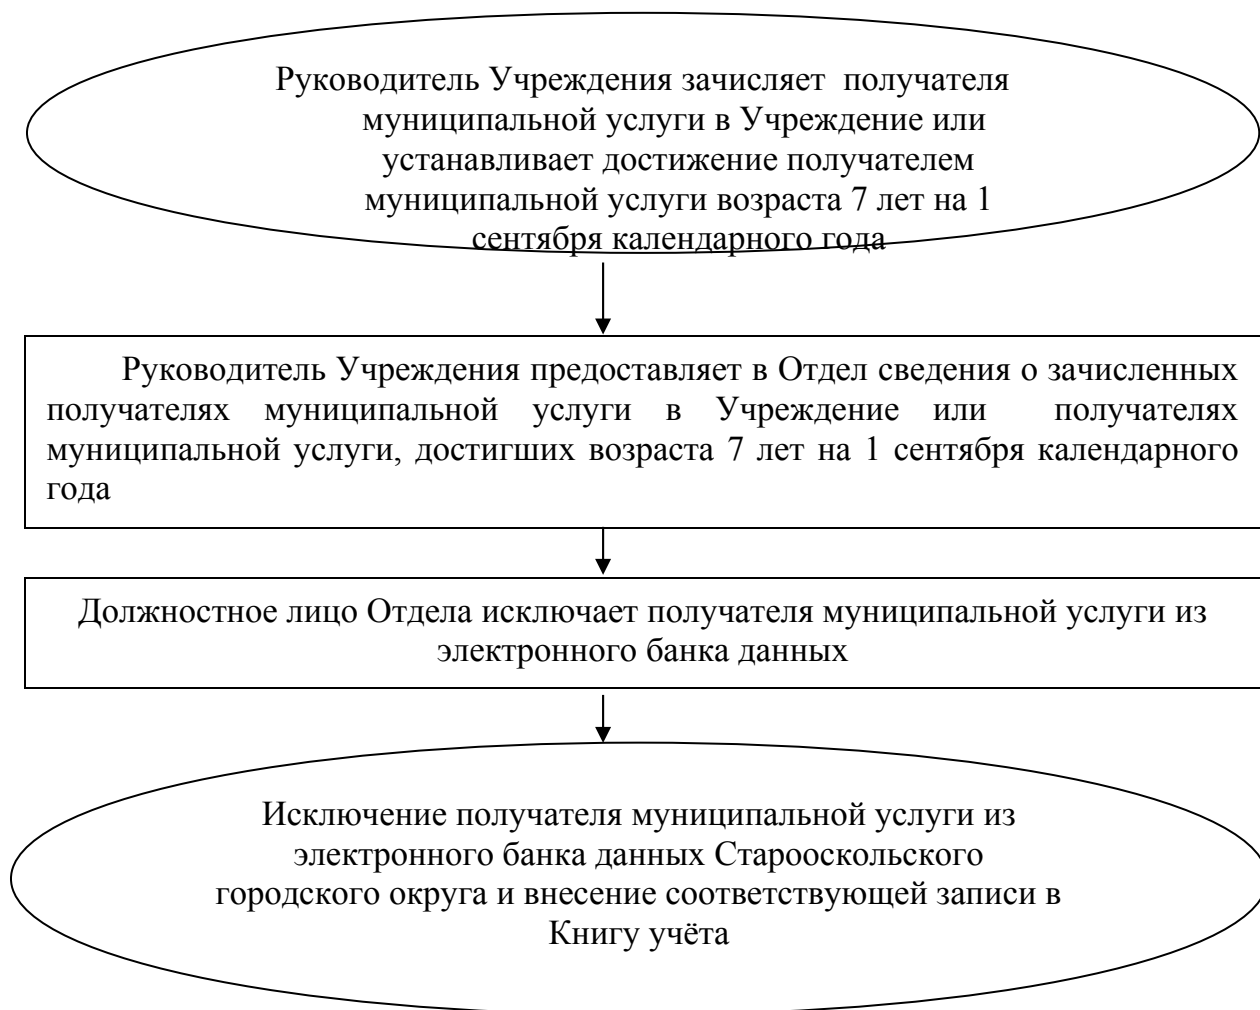 Руководитель Учреждения зачисляет получателя
муниципальной услуги в Учреждение или
устанавливает достижение получателем
муниципальной услуги возраста 7 лет на 1
сентября календарного года
Руководитель Учреждения предоставляет в Отдел сведения о зачисленных
получателях муниципальной услуги в Учреждение или получателях
муниципальной услуги, достигших возраста 7 лет на 1 сентября календарного
года
Должностное лицо Отдела исключает получателя муниципальной услуги из
электронного банка данных
Исключение получателя муниципальной услуги из
электронного банка данных Старооскольского
городского округа и внесение соответствующей записи в
Книгу учёта